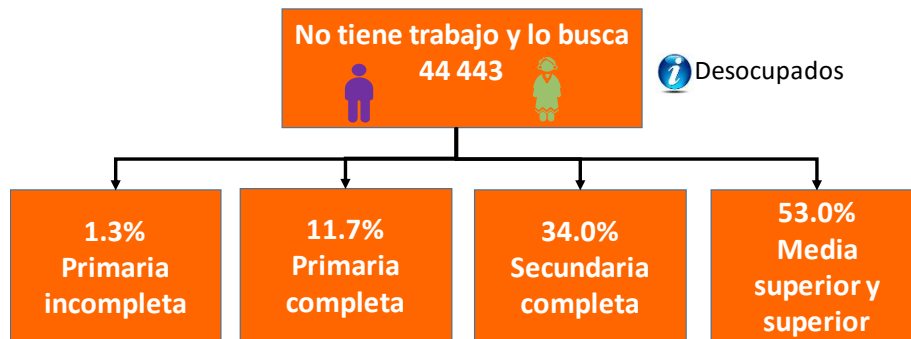 No tiene trabajo y lo busca
44 443
Desocupados
1.3%
Primaria
incompleta
11.7%
Primaria
completa
34.0%
Secundaria
completa
53.0%
Media
superior y
superior